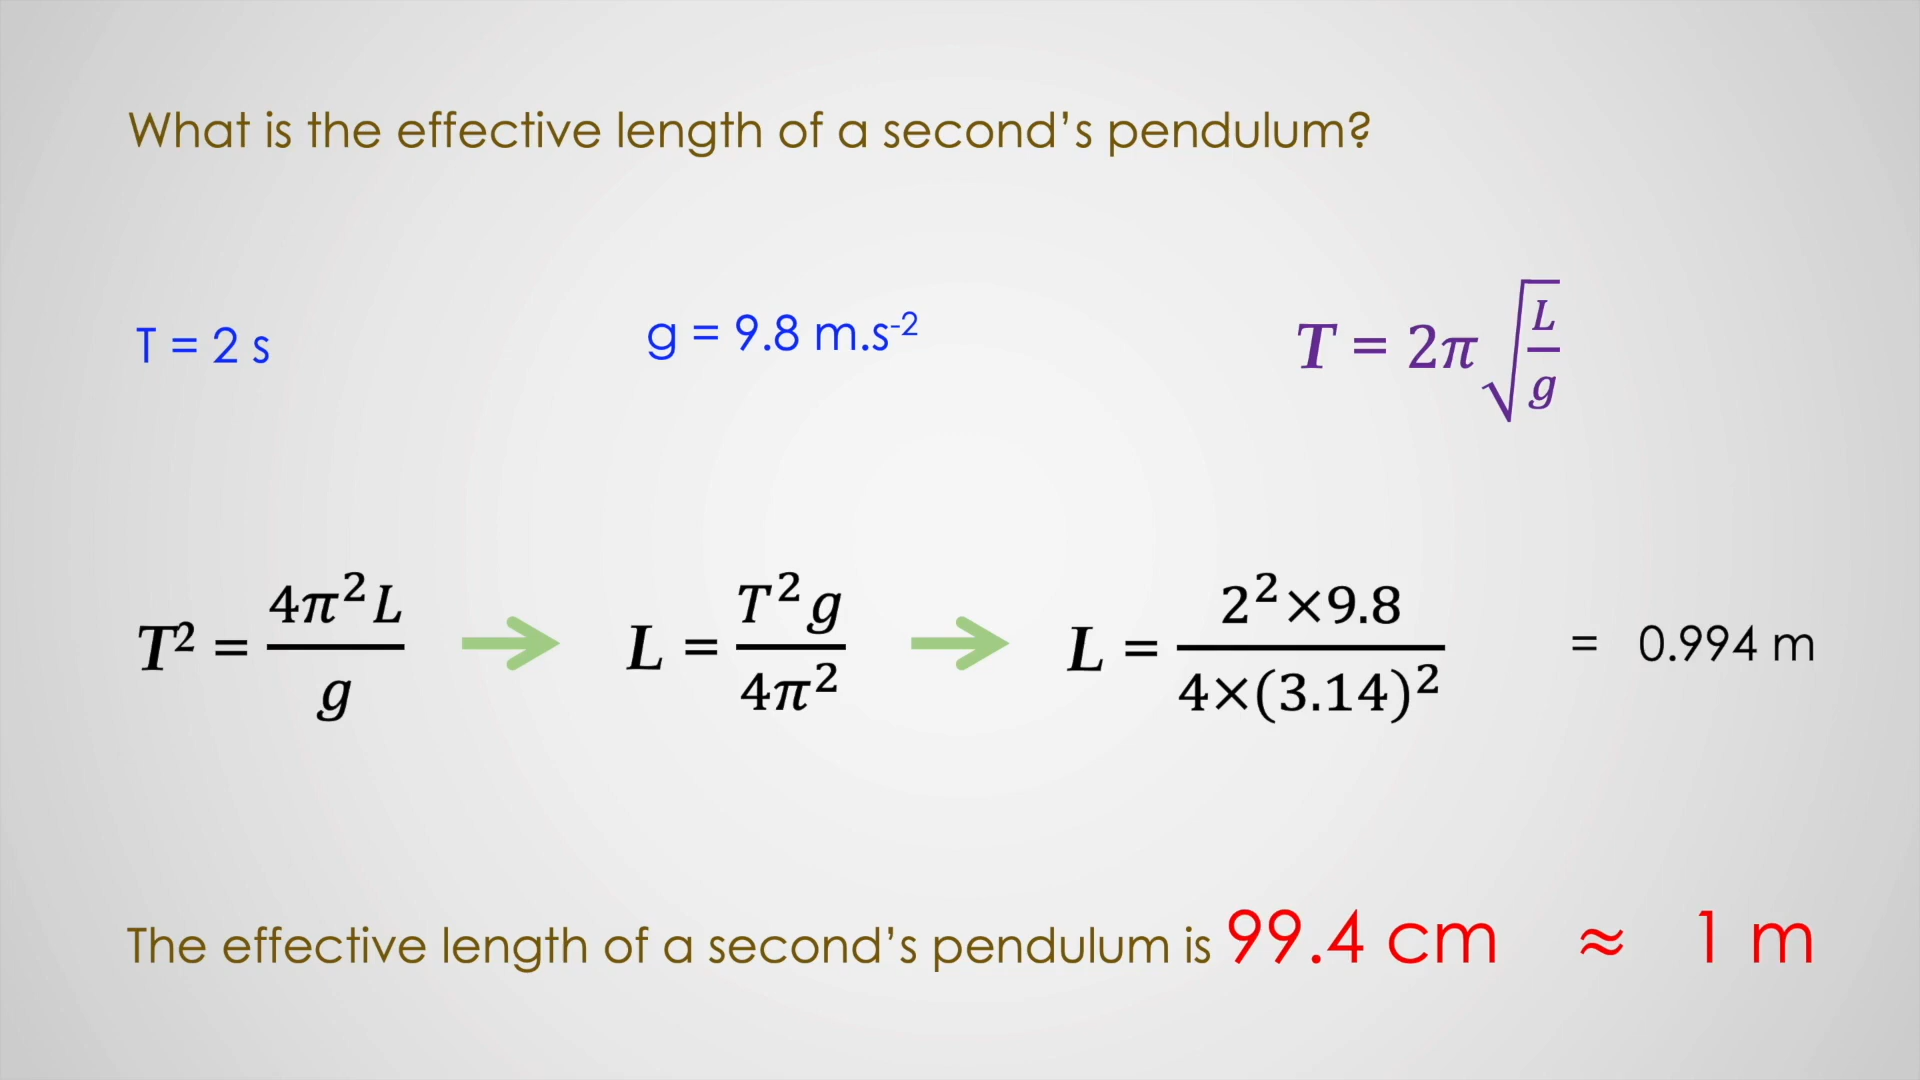 What is the effective length of a second’s pendulum?
T = 2 s
g = 9.8 m.s⁻²
T = 2π√(L/g)
T² = 4π²L/g → L = T²g/4π² → L = 2²×9.8/4×(3.14)² = 0.994 m
The effective length of a second’s pendulum is 99.4 cm ≈ 1 m